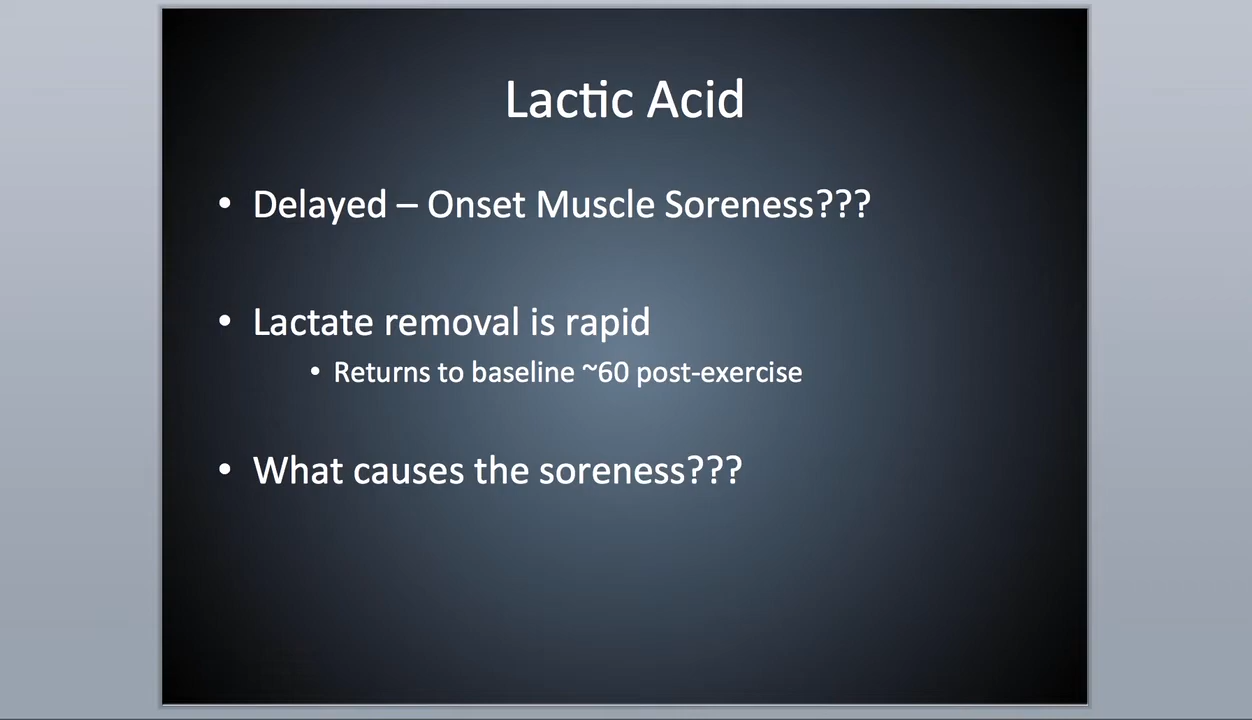 Lactic Acid
• Delayed – Onset Muscle Soreness???
• Lactate removal is rapid
• Returns to baseline ~60 post-exercise
• What causes the soreness???